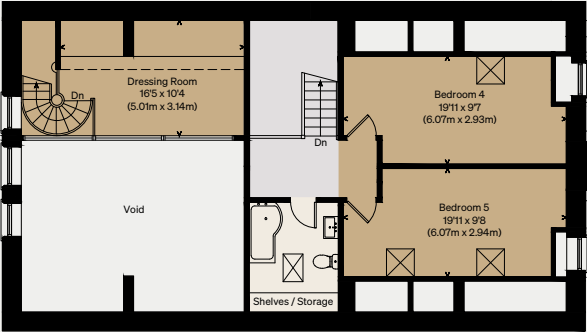 Dn
Dressing Room
16'5 x 10'4
(5.01m x 3.14m)
Bedroom 4
19'11 x 9'7
(6.07m x 2.93m)
Dn
Void
Bedroom 5
19'11 x 9'8
(6.07m x 2.94m)
Shelves / Storage